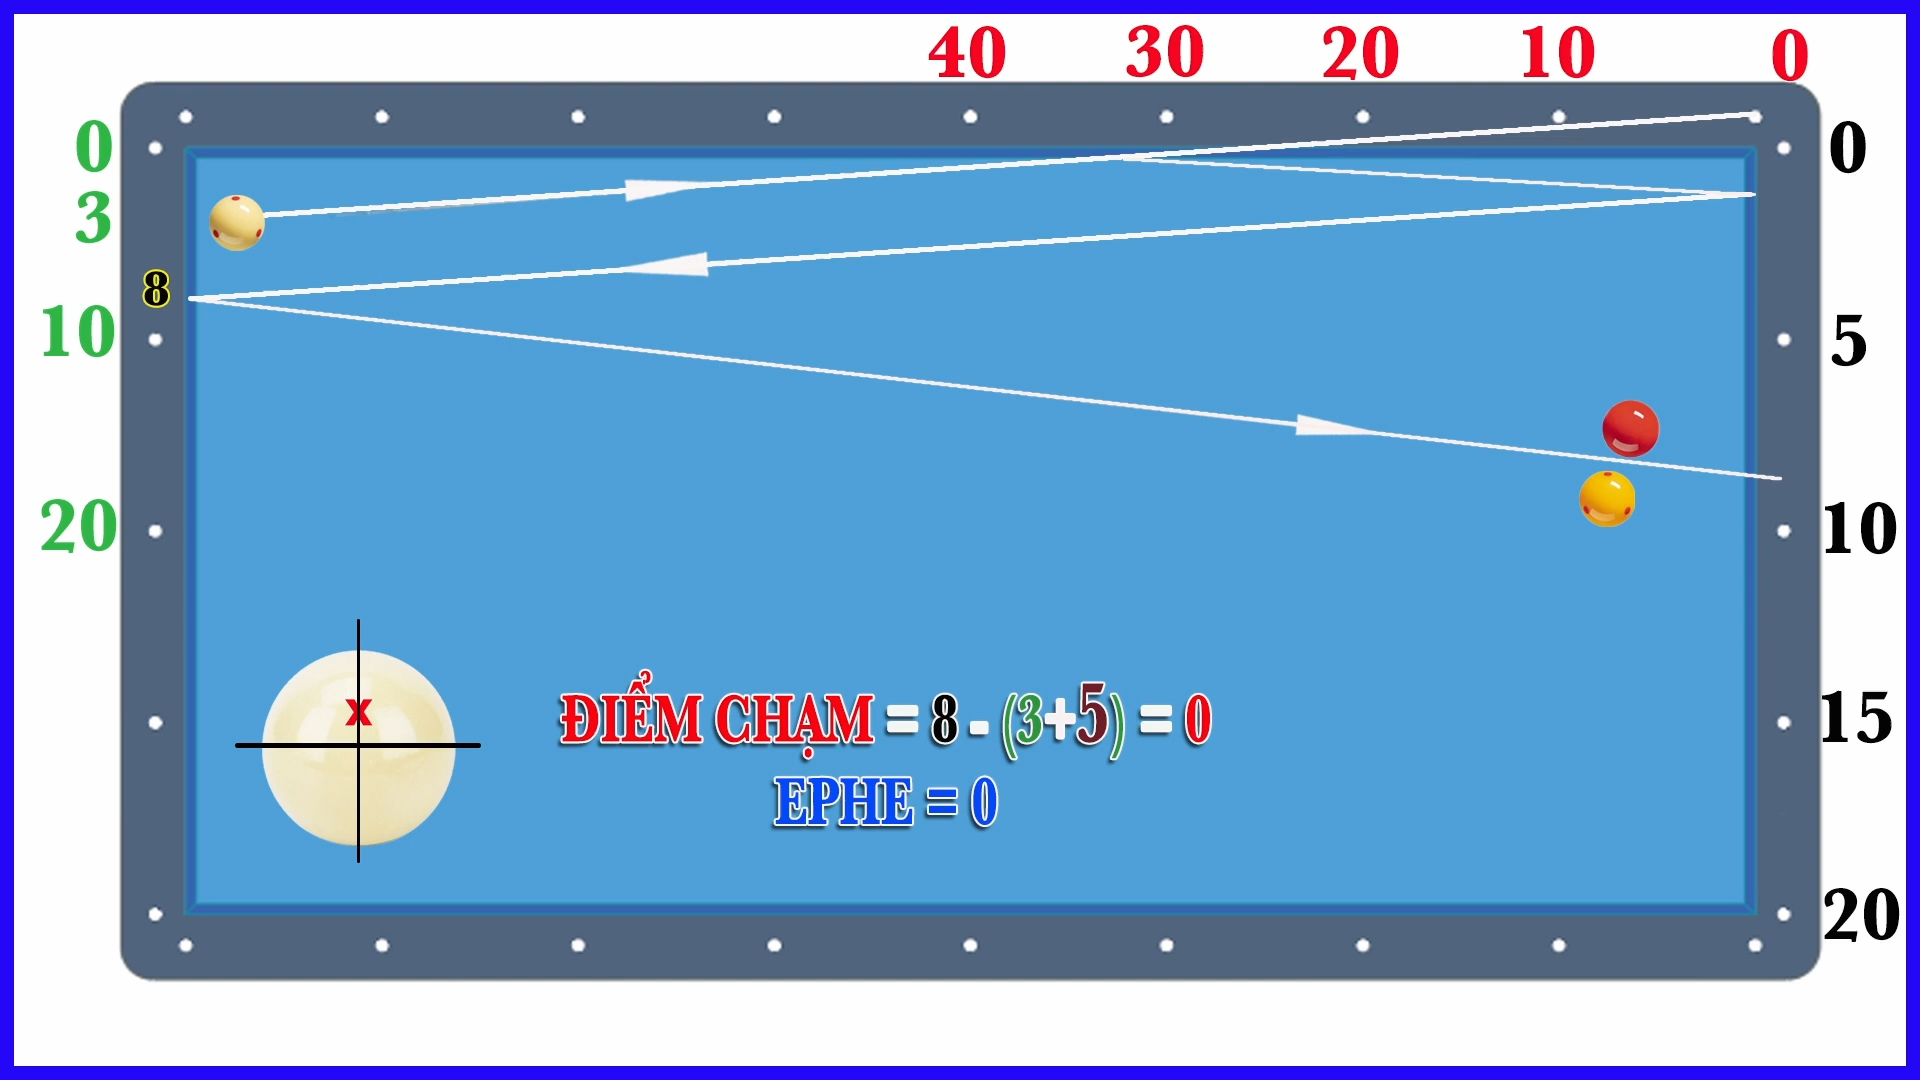 40 30 20 10 0
0 0
3
8
10 5
20 10
x
ĐIỂM CHẠM = 8 - (3+5) = 0
15
EPHE = 0
20